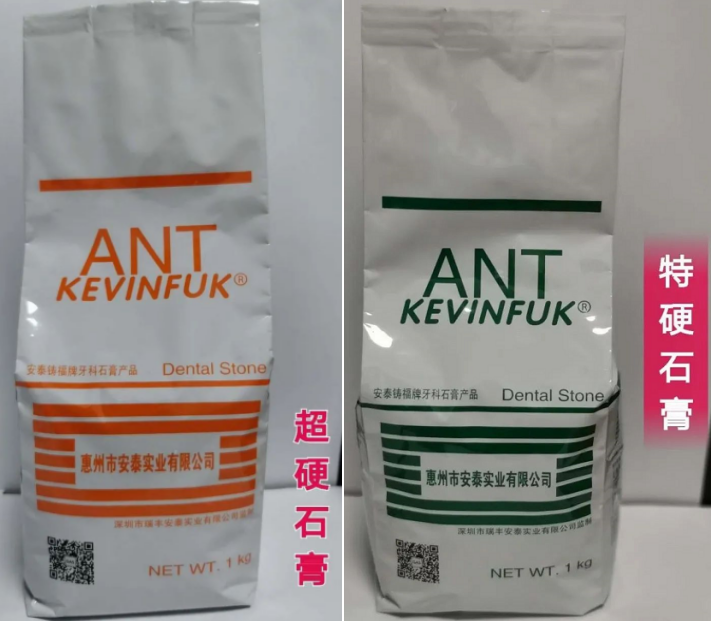 ANT
KEVINFUK®
安泰铸福牌牙科石膏产品 Dental Stone
惠州市安泰实业有限公司
深圳市瑞丰安泰实业有限公司监制
NET WT. 1 kg
超硬石膏
ANT
KEVINFUK®
安泰铸福牌牙科石膏产品 Dental Stone
惠州市安泰实业有限公司
深圳市瑞丰安泰实业有限公司监制
NET WT. 1 kg
特硬石膏